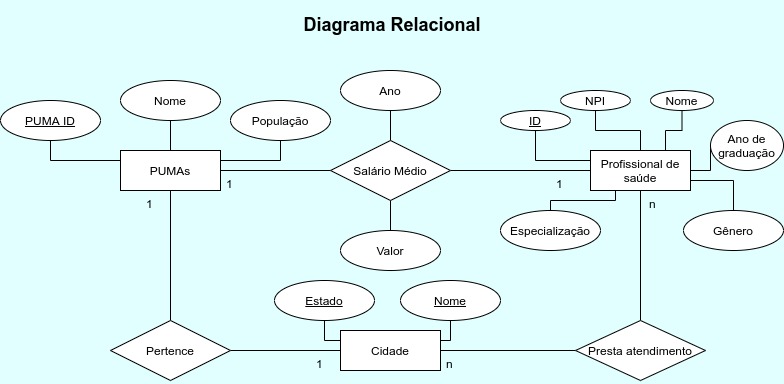 Diagrama Relacional
Ano
Nome
PUMA ID
População
NPI
Nome
ID
Ano de
graduação
PUMAs
Salário Médio
Profissional de
saúde
1
1
1
n
Especialização
Gênero
Valor
Estado
Nome
Pertence
Cidade
Presta atendimento
1
n